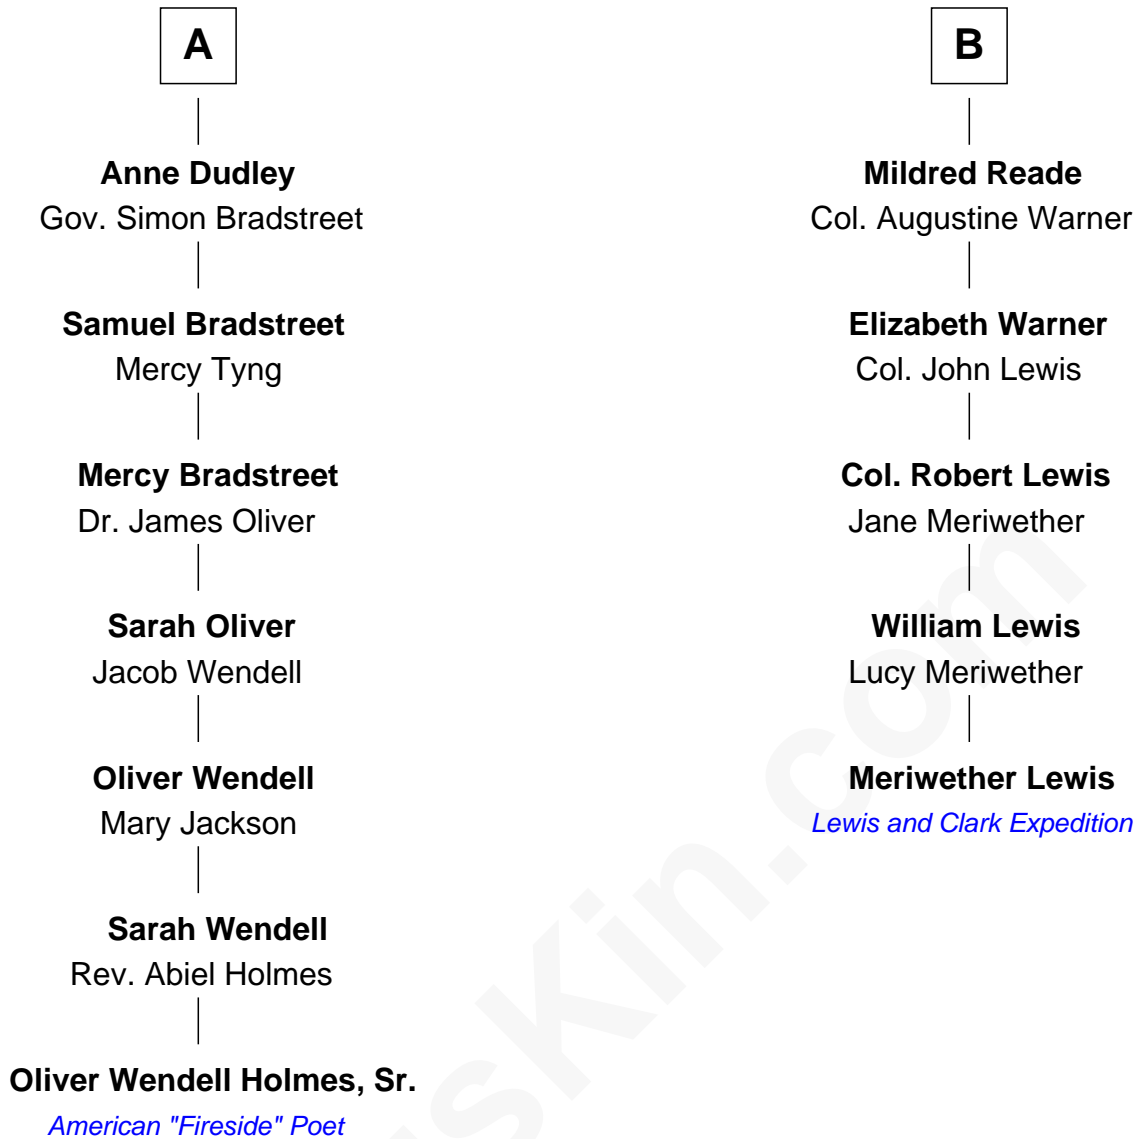 A
Anne Dudley
Gov. Simon Bradstreet
Samuel Bradstreet
Mercy Tyng
Mercy Bradstreet
Dr. James Oliver
Sarah Oliver
Jacob Wendell
Oliver Wendell
Mary Jackson
Sarah Wendell
Rev. Abiel Holmes
Oliver Wendell Holmes, Sr.
American "Fireside" Poet
B
Mildred Reade
Col. Augustine Warner
Elizabeth Warner
Col. John Lewis
Col. Robert Lewis
Jane Meriwether
William Lewis
Lucy Meriwether
Meriwether Lewis
Lewis and Clark Expedition
sKin.com